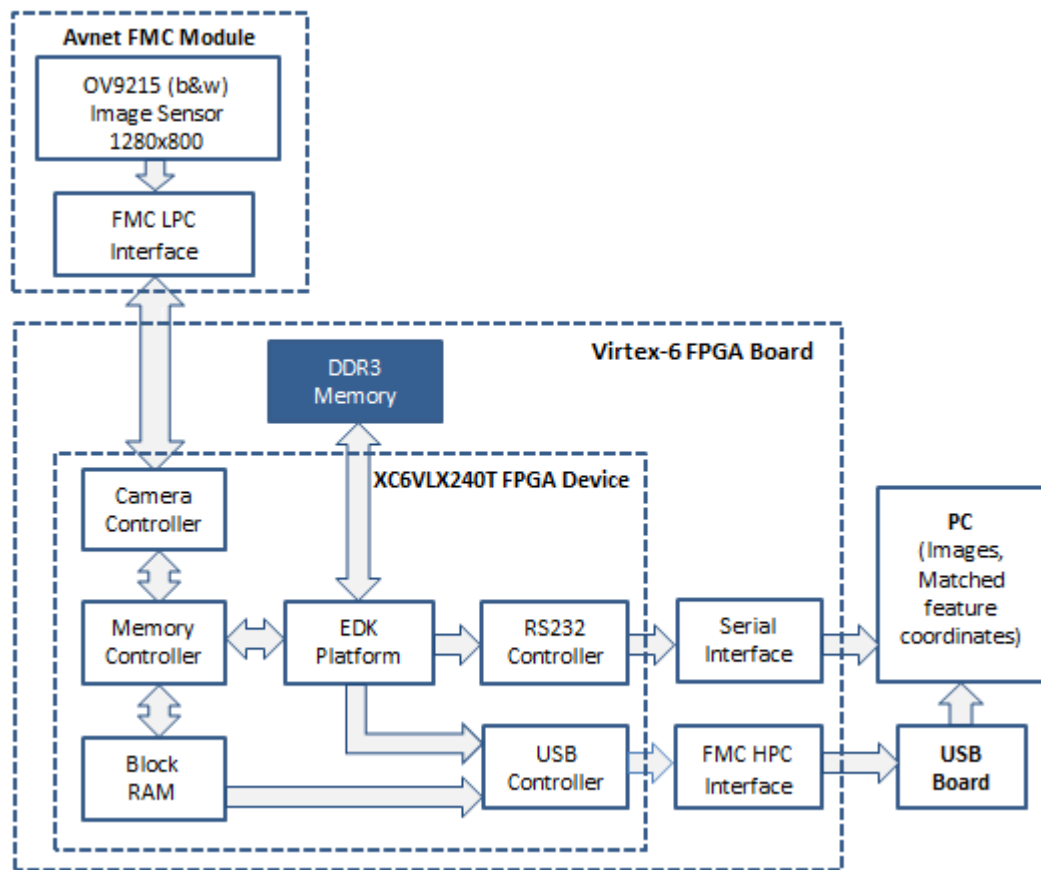 Avnet FMC Module
OV9215 (b&w)
Image Sensor
1280x800
FMC LPC
Interface
Virtex-6 FPGA Board
DDR3
Memory
XC6VLX240T FPGA Device
Camera
Controller
Memory
Controller
EDK
Platform
RS232
Controller
Serial
Interface
PC
(Images,
Matched
feature
coordinates)
Block
RAM
USB
Controller
FMC HPC
Interface
USB
Board